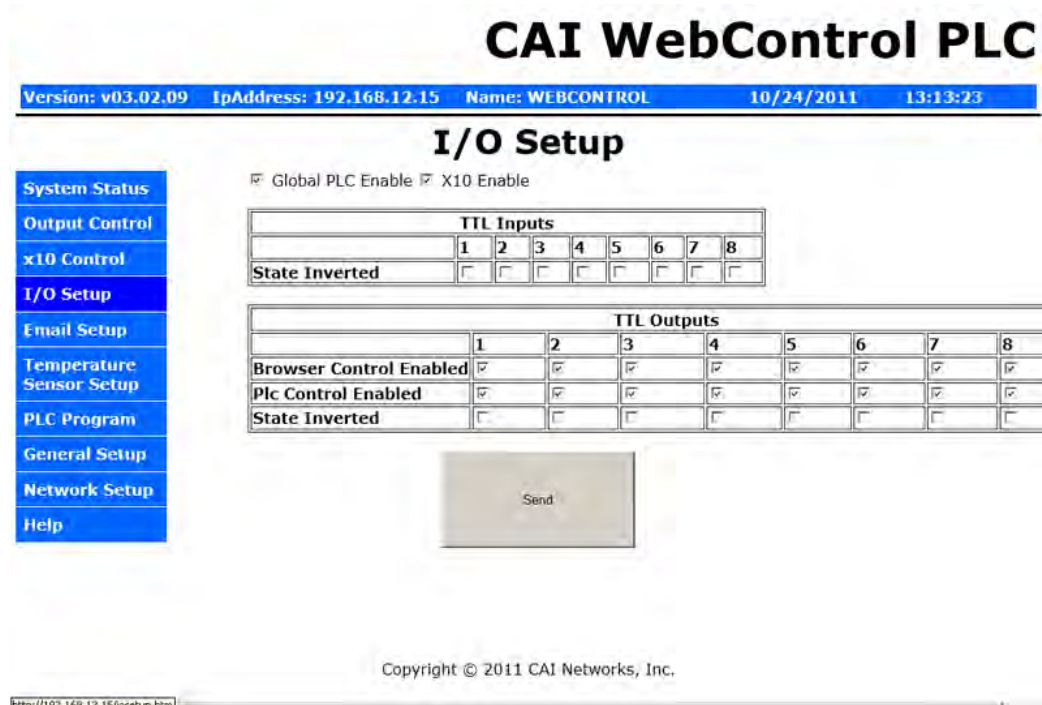 CAI WebControl PLC
Version: v03.02.09 IpAddress: 192.168.12.15 Name: WEBCONTROL 10/24/2011 13:13:23
I/O Setup
Global PLC Enable X10 Enable
System Status
Output Control
x10 Control
I/O Setup
Email Setup
Temperature
Sensor Setup
PLC Program
General Setup
Network Setup
Help
TTL Inputs
1 2 3 4 5 6 7 8
State Inverted
TTL Outputs
1 2 3 4 5 6 7 8
Browser Control Enabled
Plc Control Enabled
State Inverted
Send
Copyright © 2011 CAI Networks, Inc.